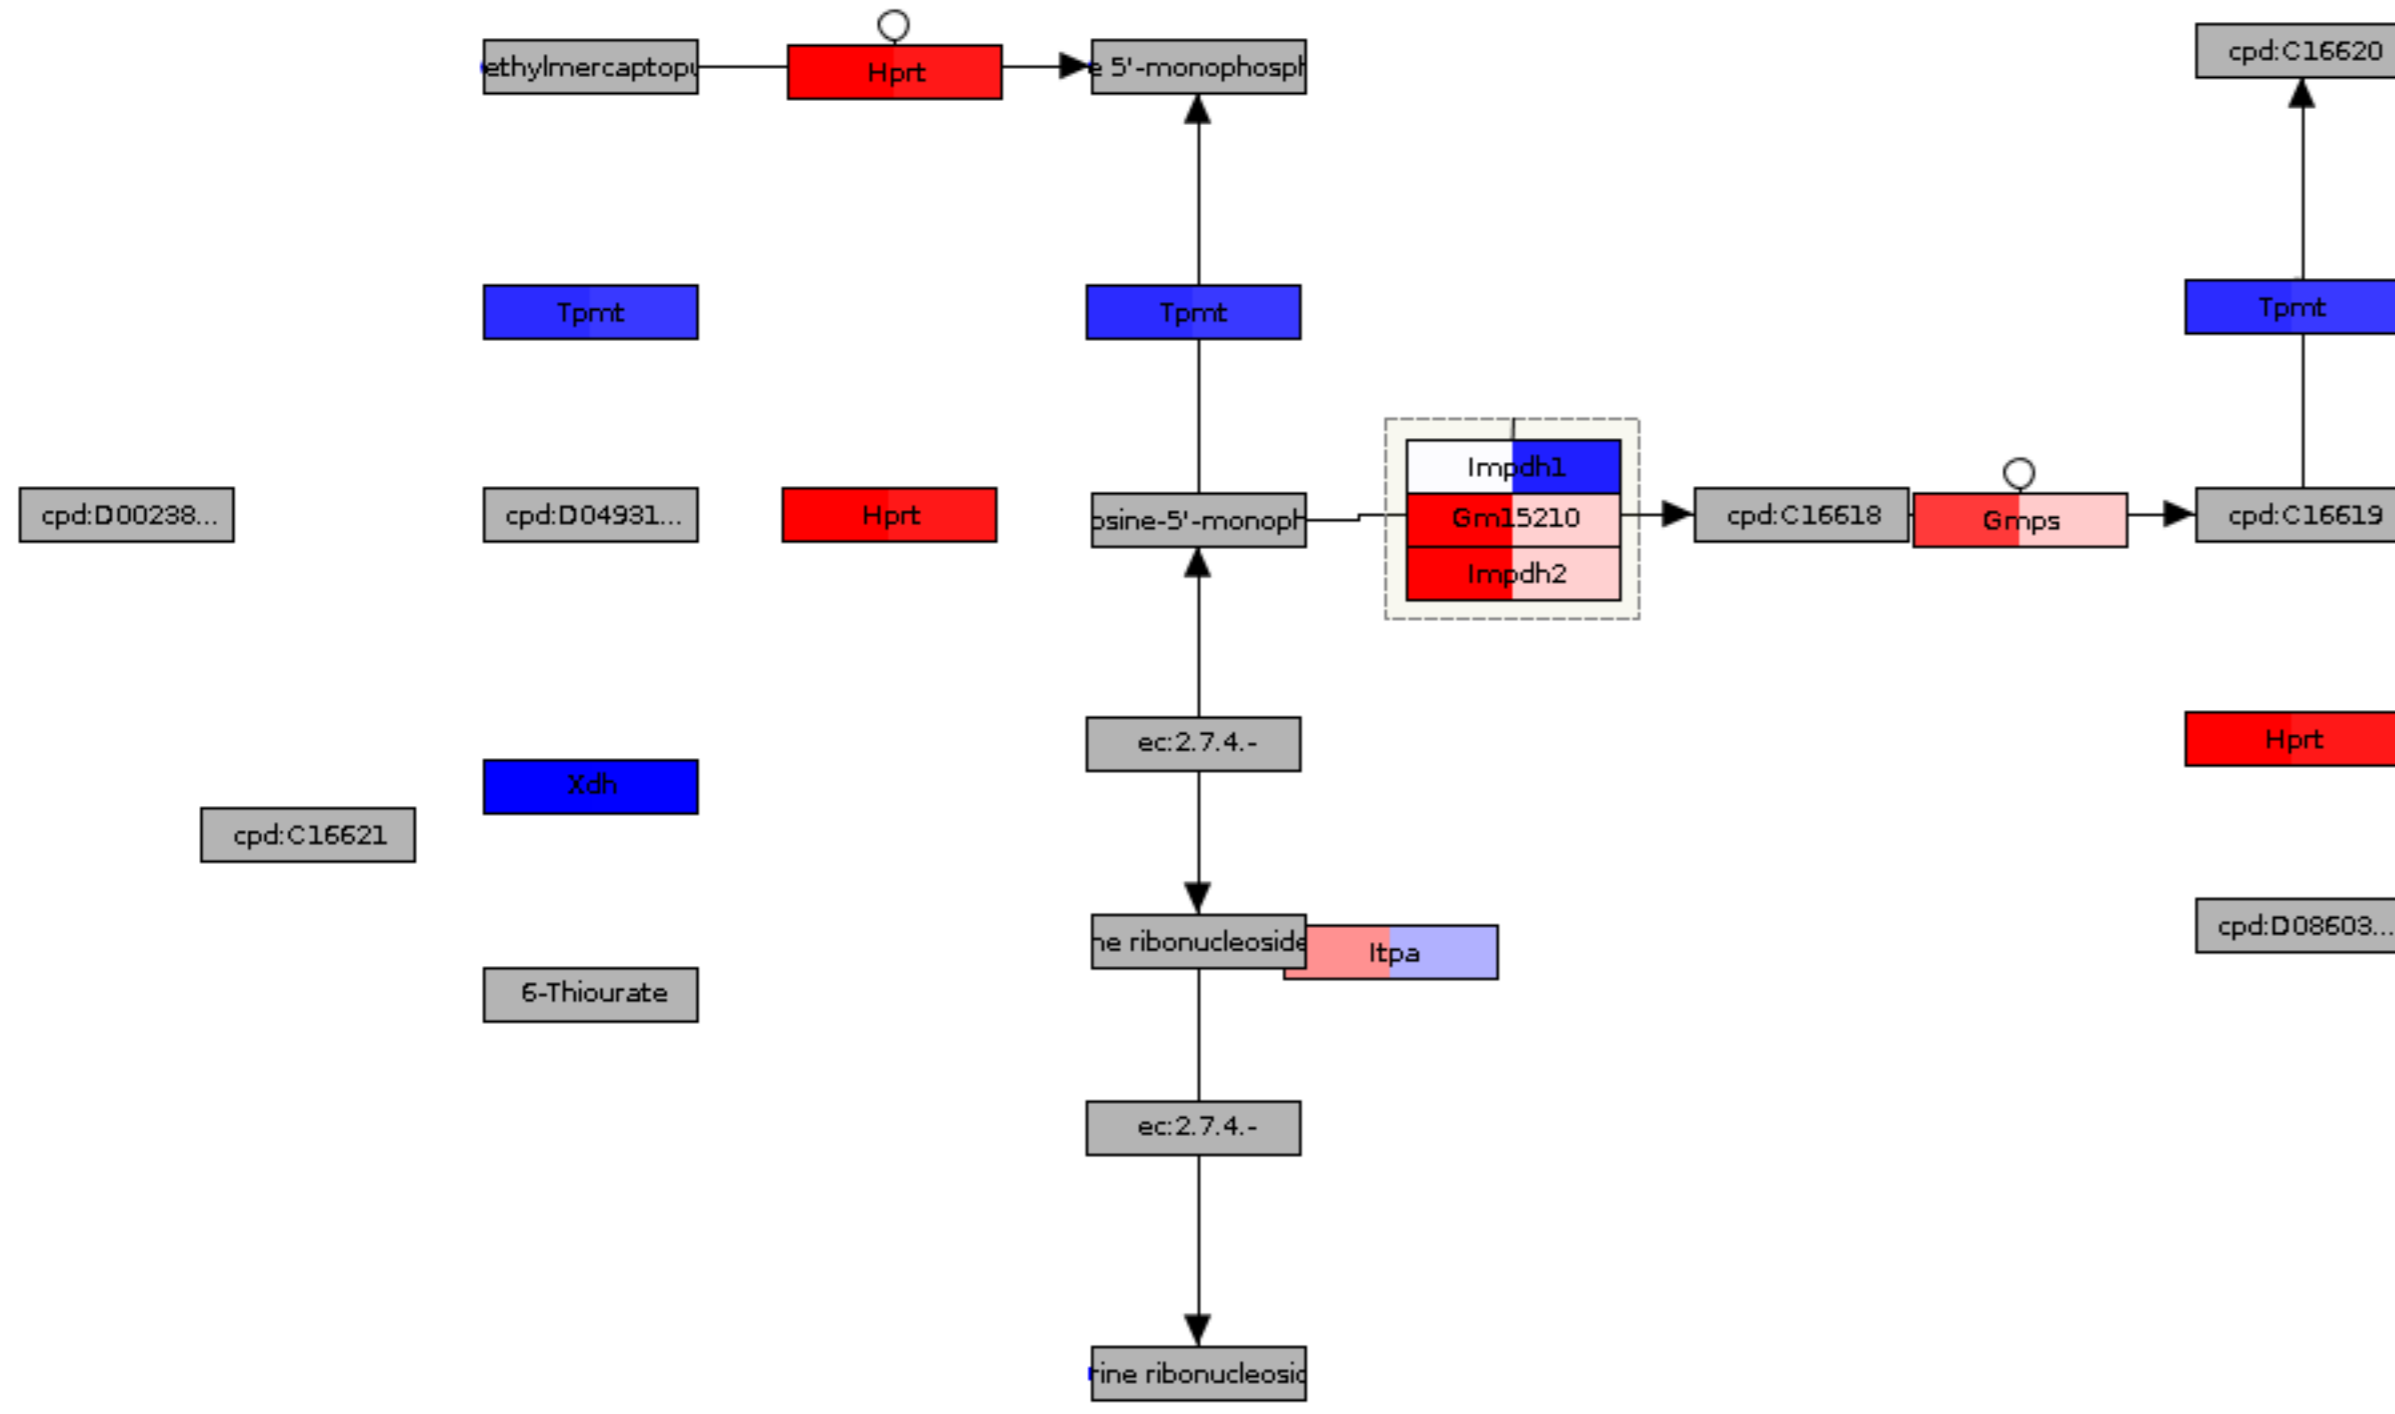 ethylmercaptopu
Hprt
e 5'-monophosph
cpd:C16620
Tpmt
Tpmt
Tpmt
Impdh1
cpd:D00238...
cpd:D04931...
Hprt
osine-5'-monoph
Gm15210
cpd:C16618
Gmps
cpd:C16619
Impdh2
ec:2.7.4.-
Hprt
Xdh
cpd:C16621
ne ribonucleoside
Itpa
cpd:D08603...
6-Thiourate
ec:2.7.4.-
rine ribonucleosid